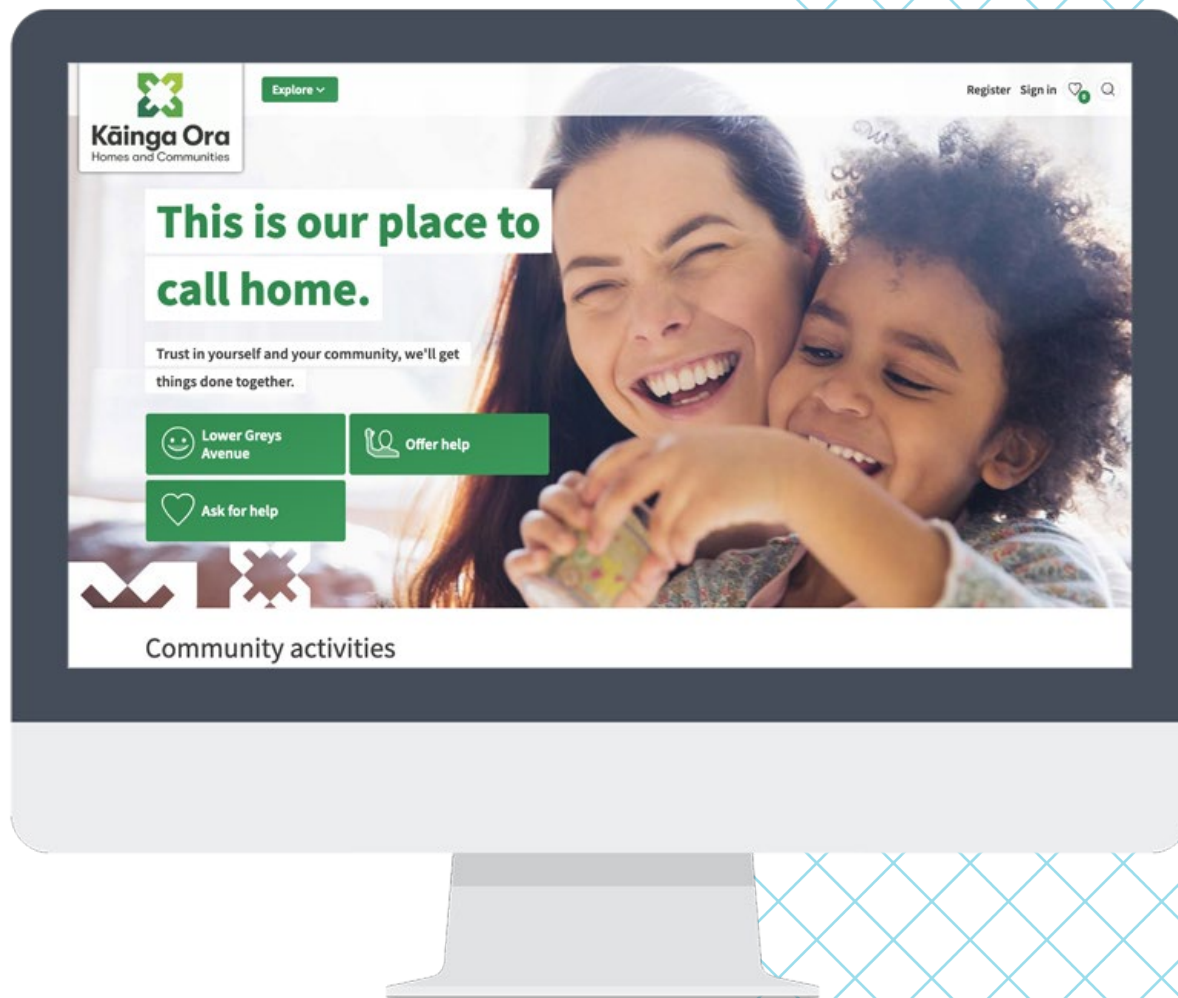 Kāinga Ora
Homes and Communities
Explore
Register Sign in
0
This is our place to
call home.
Trust in yourself and your community, we'll get
things done together.
Lower Greys
Avenue
Offer help
Ask for help
Community activities